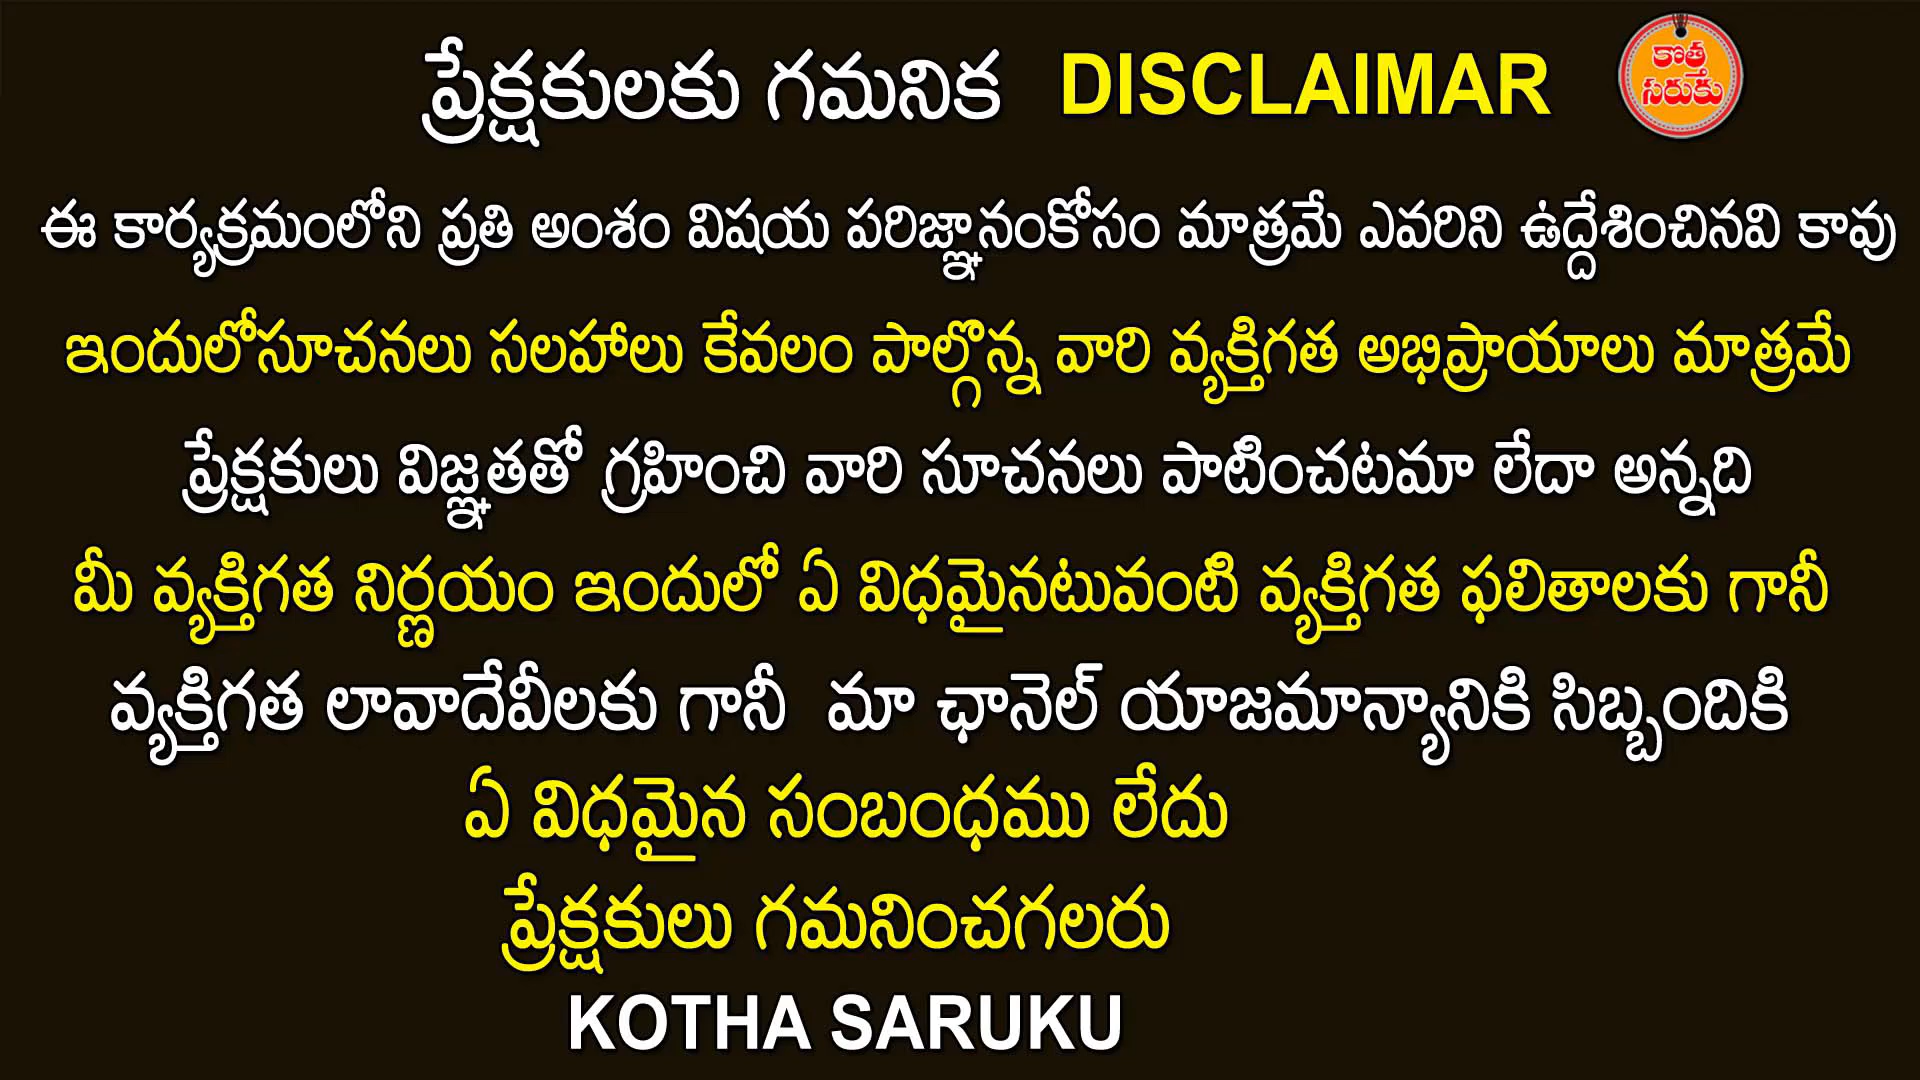 ప్రేక్షకులకు గమనిక DISCLAIMAR
కొత్త
సరుకు
ఈ కార్యక్రమంలోని ప్రతి అంశం విషయ పరిజ్ఞానంకోసం మాత్రమే ఎవరిని ఉద్దేశించినవి కావు
ఇందులోసూచనలు సలహాలు కేవలం పాల్గొన్న వారి వ్యక్తిగత అభిప్రాయాలు మాత్రమే
ప్రేక్షకులు విజ్ఞతతో గ్రహించి వారి సూచనలు పాటించటమా లేదా అన్నది
మీ వ్యక్తిగత నిర్ణయం ఇందులో ఏ విధమైనటువంటి వ్యక్తిగత ఫలితాలకు గానీ
వ్యక్తిగత లావాదేవీలకు గానీ మా ఛానెల్ యాజమాన్యానికి సిబ్బందికి
ఏ విధమైన సంబంధము లేదు
ప్రేక్షకులు గమనించగలరు
KOTHA SARUKU